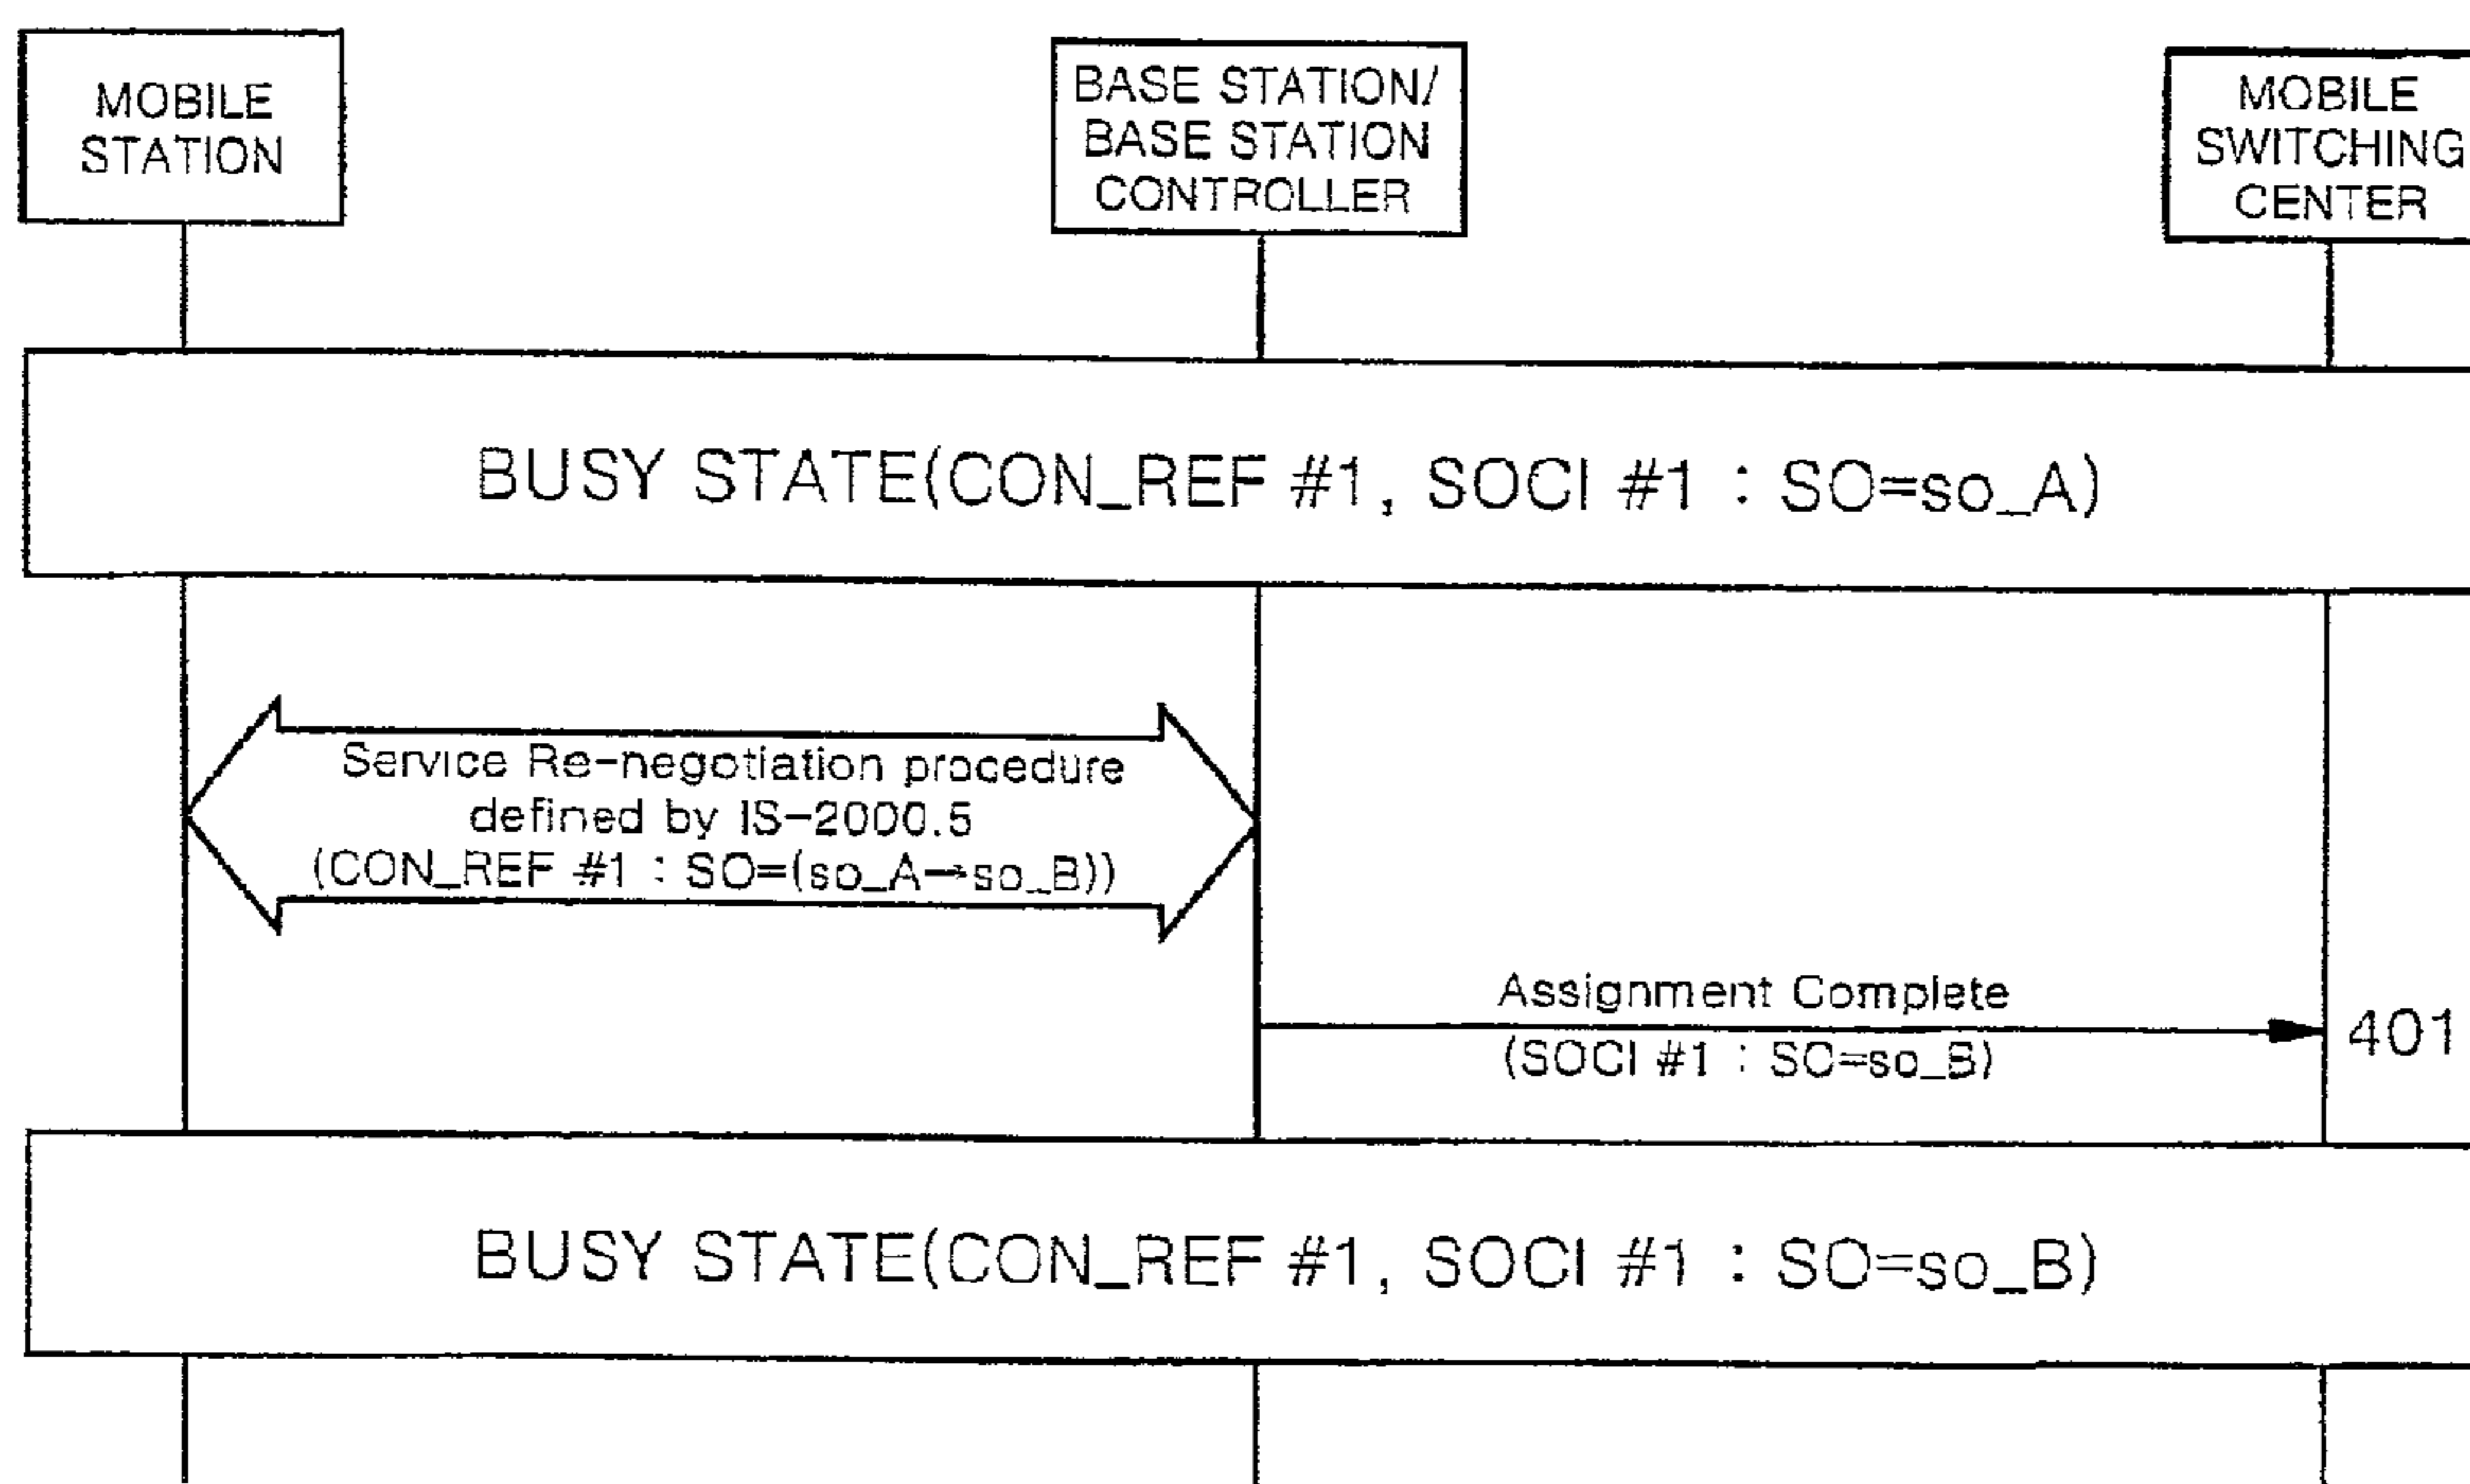 MOBILE
STATION
BASE STATION/
BASE STATION
CONTROLLER
MOBILE
SWITCHING
CENTER
BUSY STATE(CON_REF #1, SOCI #1 : SO=so_A)
Service Re-negotiation procedure
defined by IS-2000.5
(CON_REF #1 : SO=(so_A→so_B))
Assignment Complete
(SOCI #1 : SO=so_B)
401
BUSY STATE(CON_REF #1, SOCI #1 : SO=so_B)